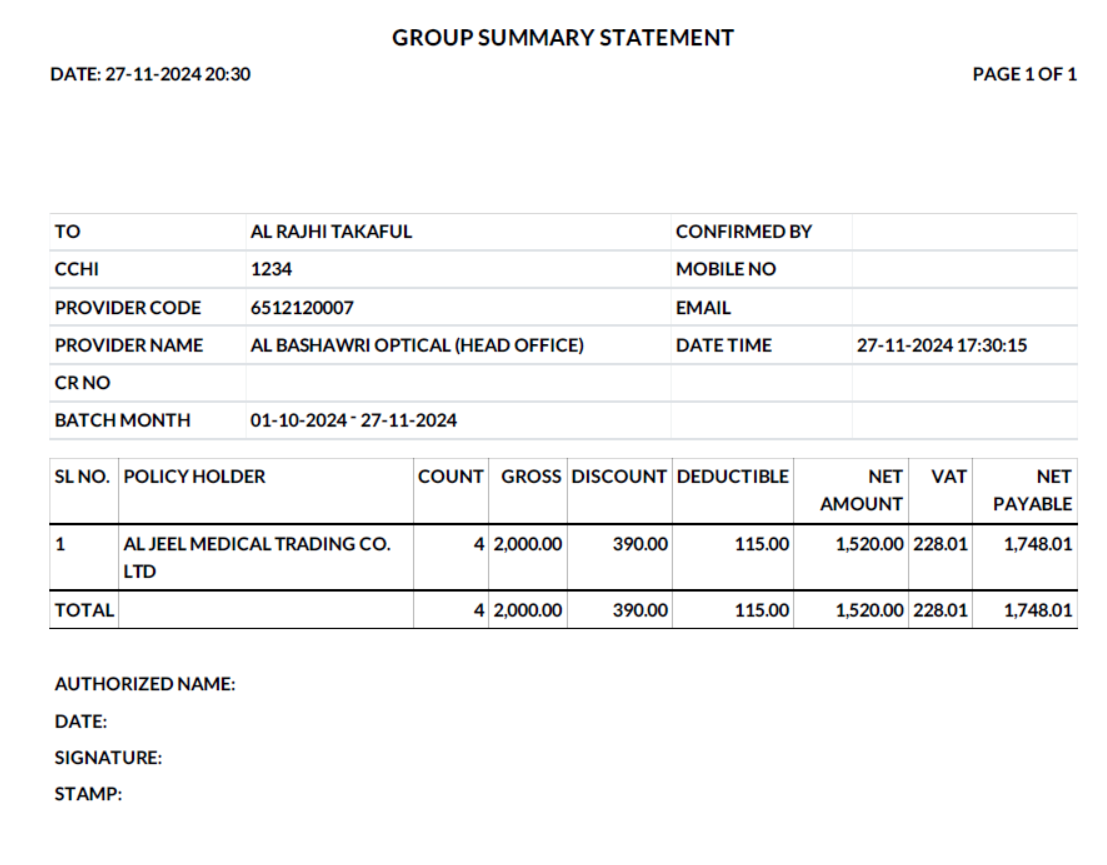 GROUP SUMMARY STATEMENT
DATE: 27-11-2024 20:30 PAGE 1 OF 1
TO AL RAJHI TAKAFUL CONFIRMED BY
CCHI 1234 MOBILE NO
PROVIDER CODE 6512120007 EMAIL
PROVIDER NAME AL BASHAWRI OPTICAL (HEAD OFFICE) DATE TIME 27-11-2024 17:30:15
CR NO
BATCH MONTH 01-10-2024 - 27-11-2024
SL NO. POLICY HOLDER COUNT GROSS DISCOUNT DEDUCTIBLE NET VAT NET
AMOUNT PAYABLE
1 AL JEEL MEDICAL TRADING CO. 4 2,000.00 390.00 115.00 1,520.00 228.01 1,748.01
LTD
TOTAL 4 2,000.00 390.00 115.00 1,520.00 228.01 1,748.01
AUTHORIZED NAME:
DATE:
SIGNATURE:
STAMP: